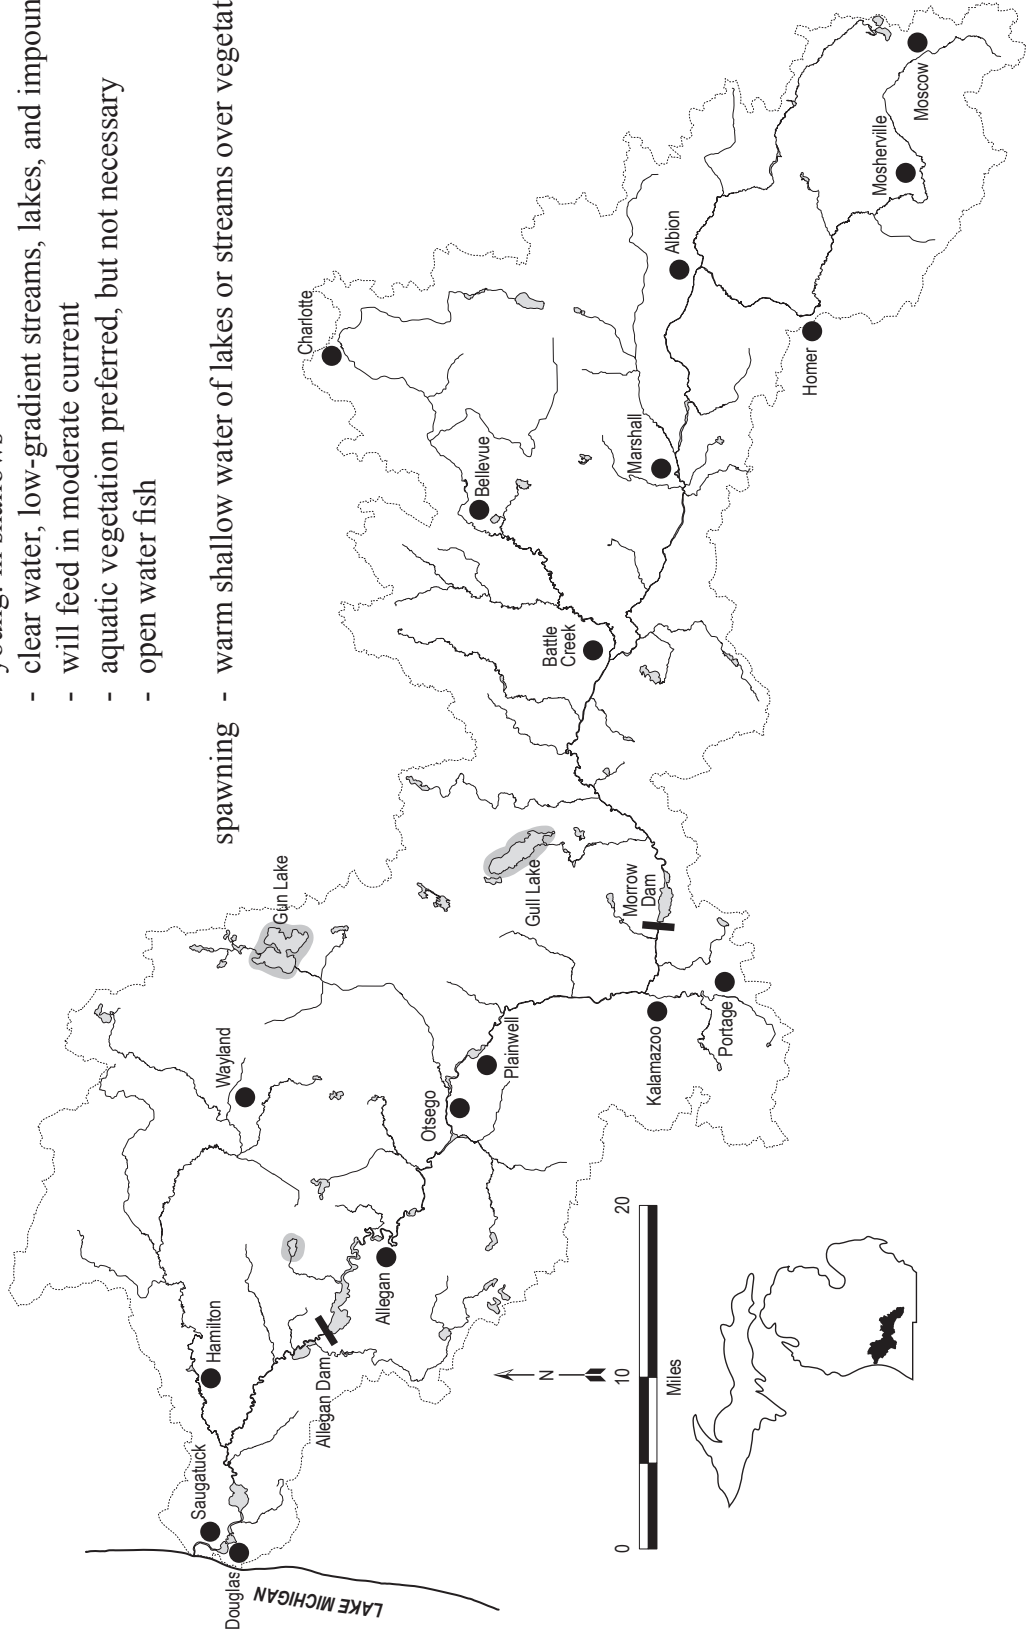 - clear water, low-gradient streams, lakes, and impoun
- will feed in moderate current
- aquatic vegetation preferred, but not necessary
- open water fish
spawning - warm shallow water of lakes or streams over vegetat
Charlotte
Bellevue
Battle
Creek
Marshall
Albion
Homer
Mosherville
Moscow
Gun Lake
Gull Lake
Morrow
Dam
Wayland
Plainwell
Otsego
Kalamazoo
Portage
Hamilton
Allegan
Allegan Dam
Saugatuck
Douglas
LAKE MICHIGAN
N
0 10 20
Miles